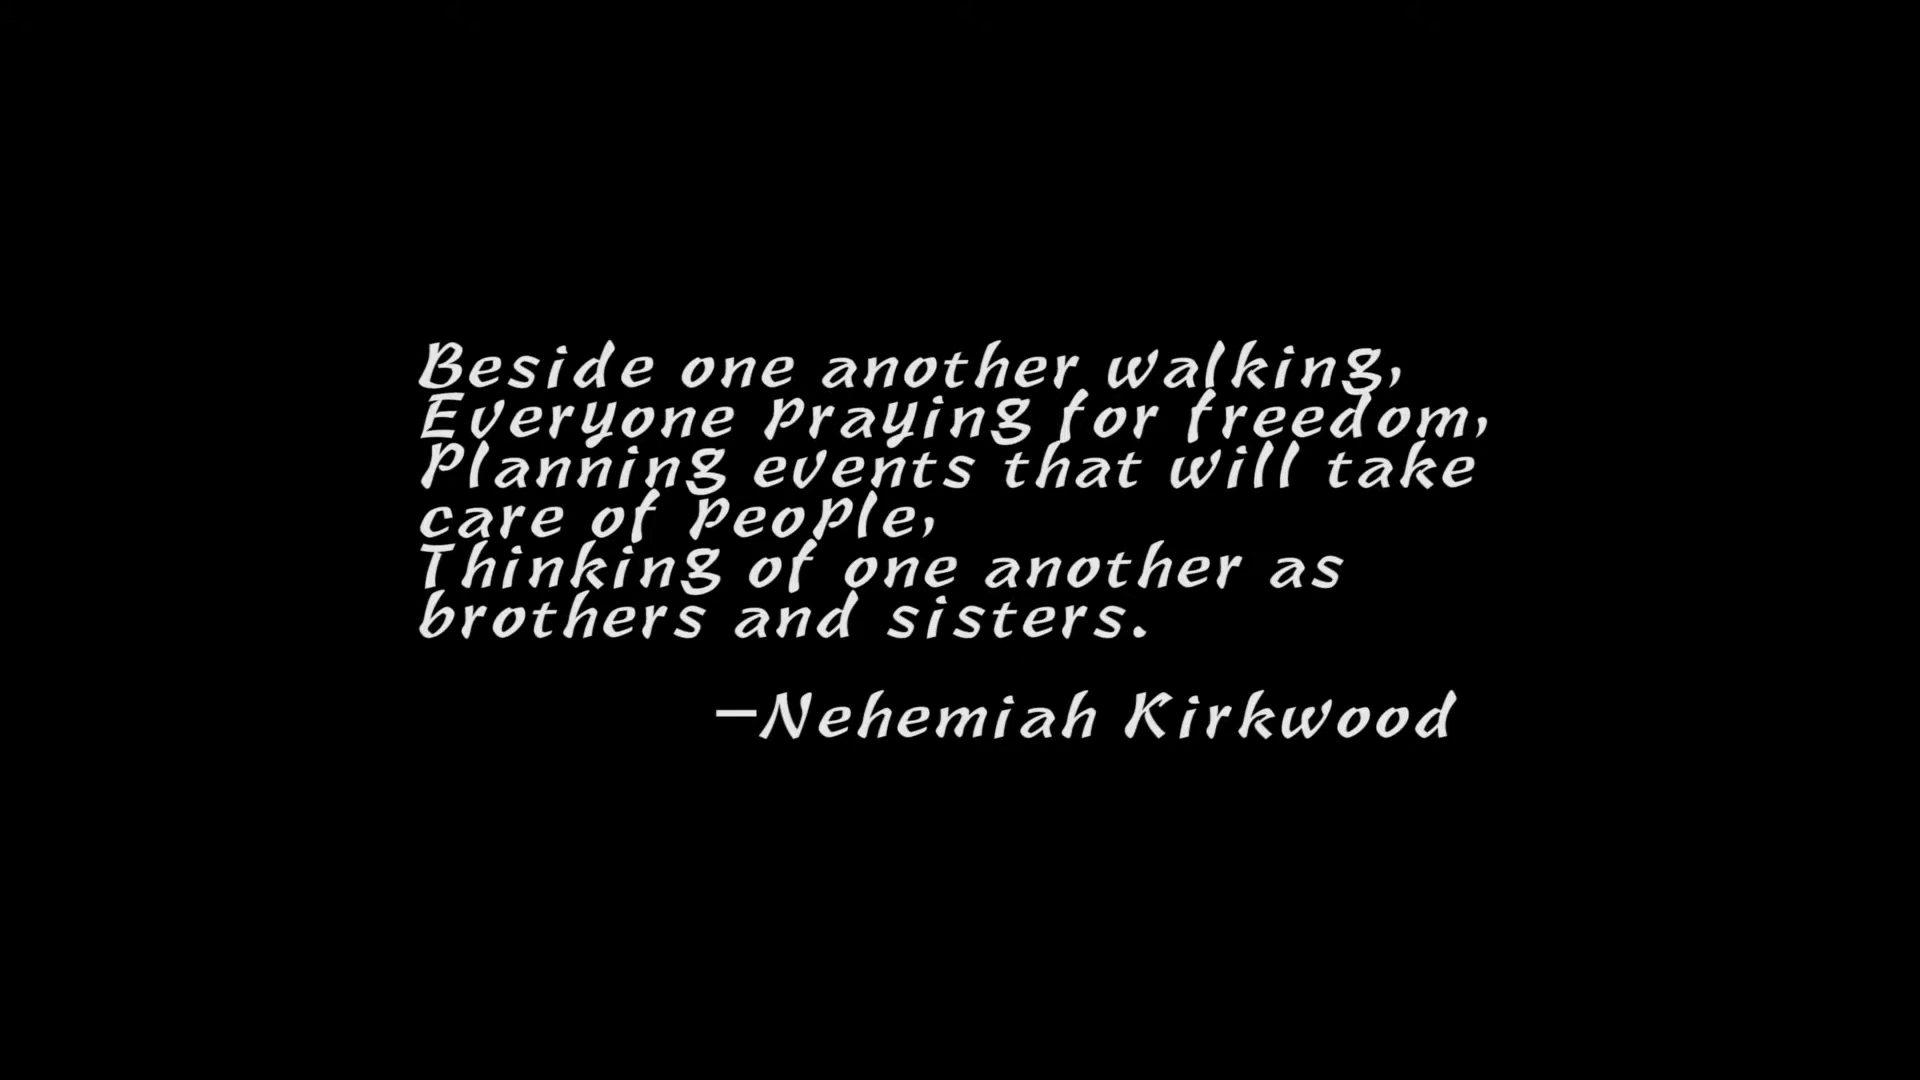 Beside one another walking,
Everyone praying for freedom,
Planning events that will take
care of people,
Thinking of one another as
brothers and sisters.
—Nehemiah Kirkwood